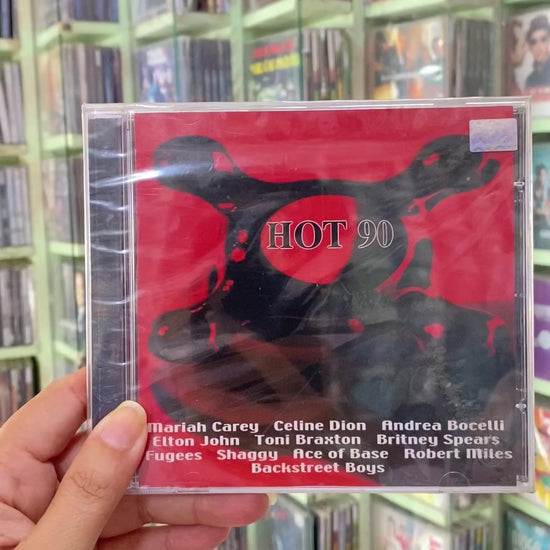 HOT 90
Mariah Carey Celine Dion Andrea Bocelli
Elton John Toni Braxton Britney Spears
Fugees Shaggy Ace of Base Robert Miles
Backstreet Boys